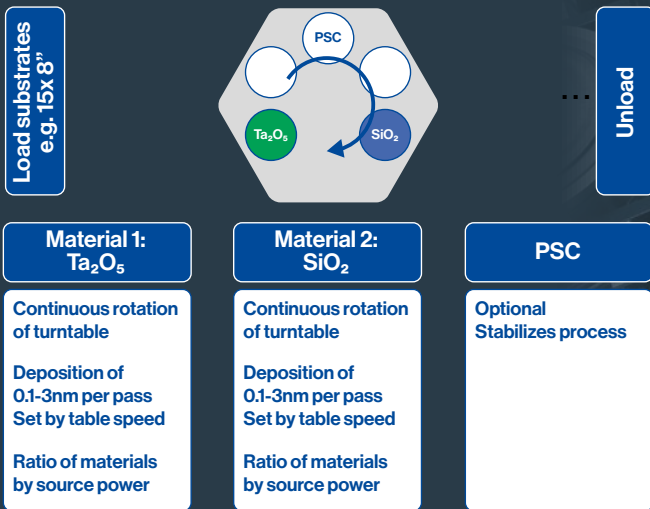 Load substrates
e.g. 15x 8”
PSC
Ta₂O₅
SiO₂
...
Unload
Material 1:
Ta₂O₅
Continuous rotation
of turntable
Deposition of
0.1-3nm per pass
Set by table speed
Ratio of materials
by source power
Material 2:
SiO₂
Continuous rotation
of turntable
Deposition of
0.1-3nm per pass
Set by table speed
Ratio of materials
by source power
PSC
Optional
Stabilizes process